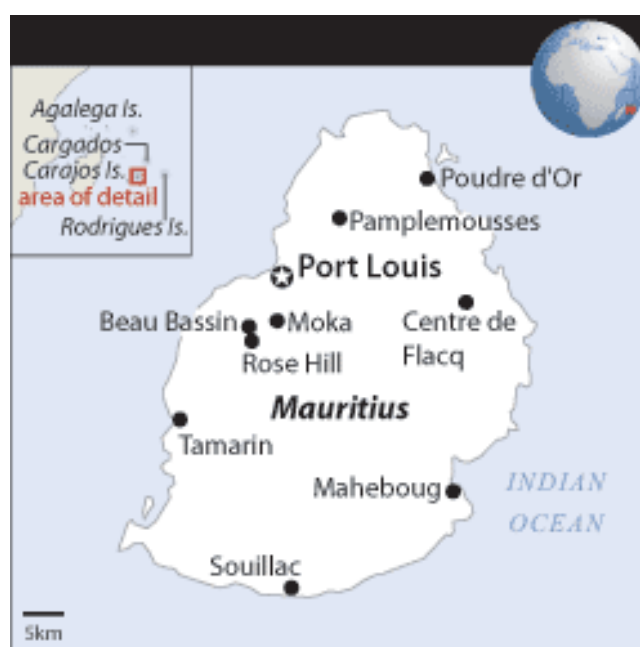 Agalega Is.
Cargados
Carajos Is.
area of detail
Rodrigues Is.
Poudre d'Or
Pamplemousses
Port Louis
Beau Bassin
Moka
Centre de
Flacq
Rose Hill
Mauritius
Tamarin
Maheboug
INDIAN
OCEAN
Souillac
5km